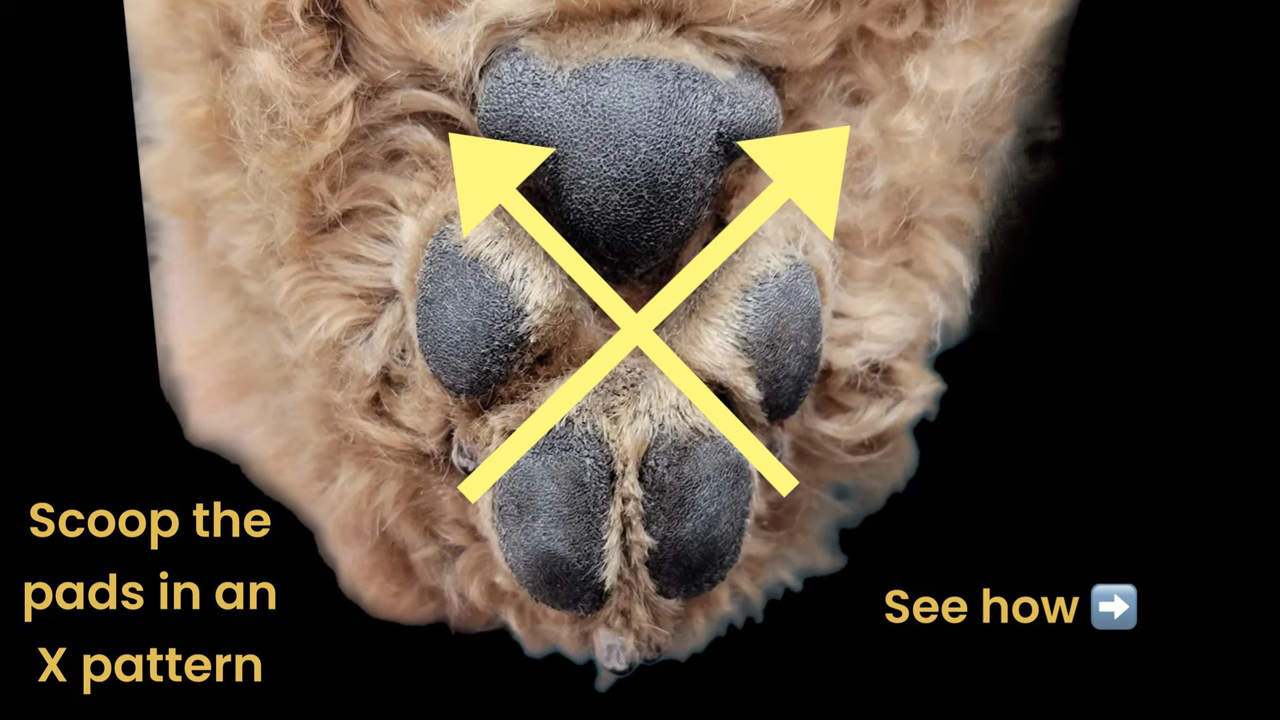 Scoop the
pads in an
X pattern
See how ➡️